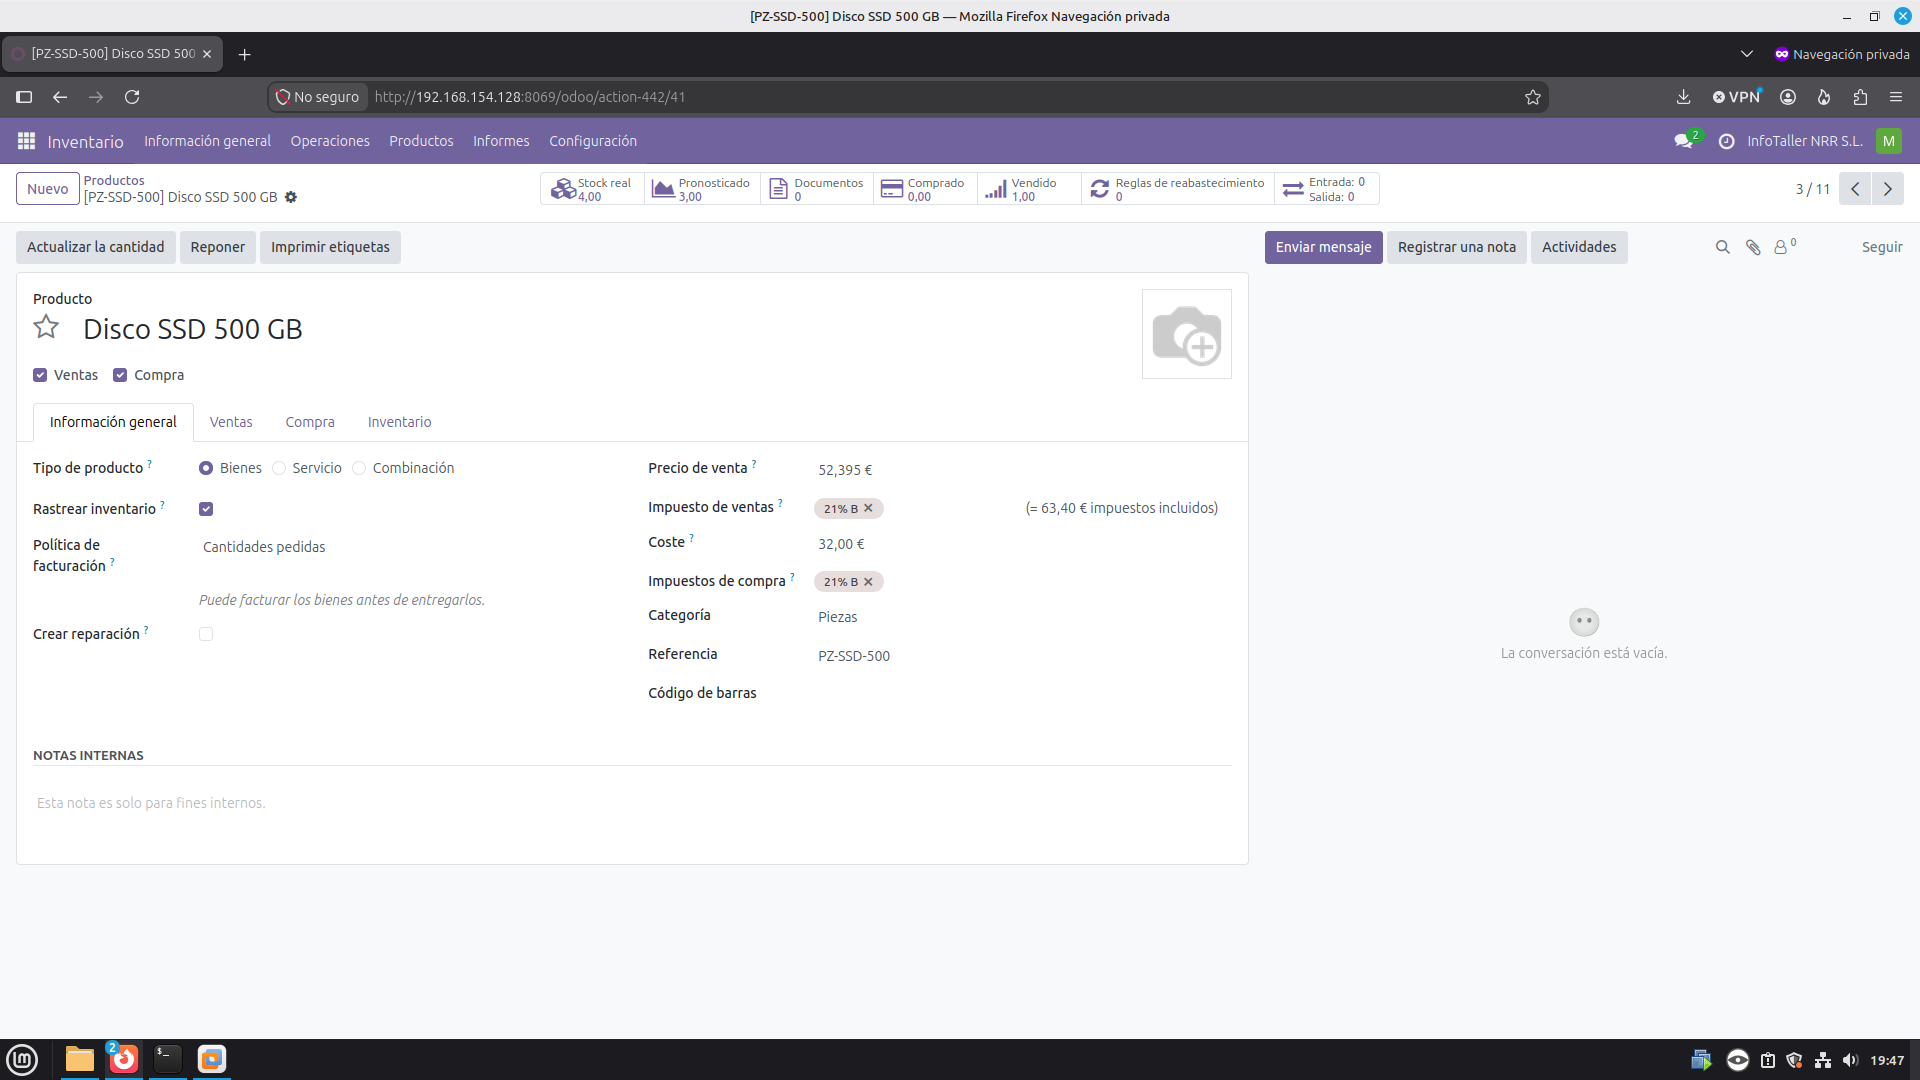 [PZ-SSD-500] Disco SSD 500 GB — Mozilla Firefox Navegación privada
[PZ-SSD-500] Disco SSD 500
Navegación privada
No seguro
http://192.168.154.128:8069/odoo/action-442/41
VPN
Inventario
Información general
Operaciones
Productos
Informes
Configuración
2
InfoTaller NRR S.L.
M
Nuevo
Productos
[PZ-SSD-500] Disco SSD 500 GB
Stock real
4,00
Pronosticado
3,00
Documentos
0
Comprado
0,00
Vendido
1,00
Reglas de reabastecimiento
0
Entrada: 0
Salida: 0
3 / 11
Actualizar la cantidad
Reponer
Imprimir etiquetas
Enviar mensaje
Registrar una nota
Actividades
0
Seguir
Producto
Disco SSD 500 GB
Ventas
Compra
Información general
Ventas
Compra
Inventario
Tipo de producto ?
Bienes
Servicio
Combinación
Rastrear inventario ?
Política de
facturación ?
Cantidades pedidas
Puede facturar los bienes antes de entregarlos.
Crear reparación ?
Precio de venta ?
52,395 €
Impuesto de ventas ?
21% B
(= 63,40 € impuestos incluidos)
Coste ?
32,00 €
Impuestos de compra ?
21% B
Categoría
Piezas
Referencia
PZ-SSD-500
Código de barras
NOTAS INTERNAS
Esta nota es solo para fines internos.
La conversación está vacía.
2
19:47